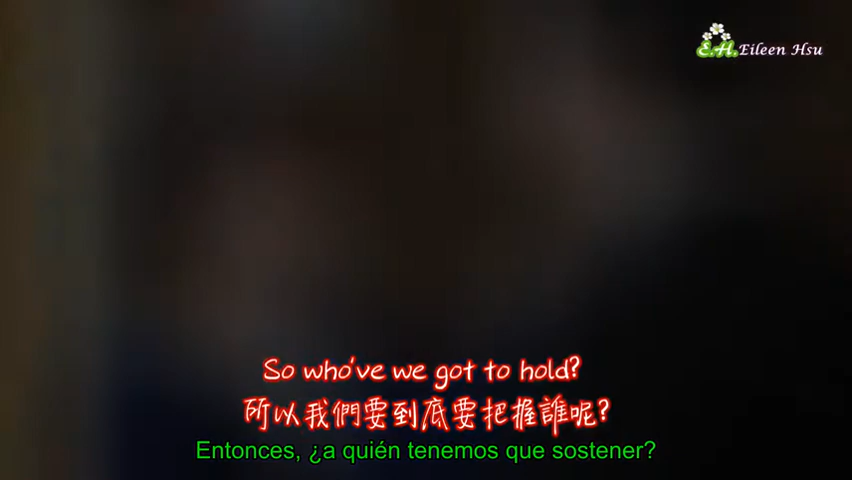 E.H. Eileen Hsu
So who've we got to hold?
所以我們要到底要把握誰呢?
Entonces, ¿a quién tenemos que sostener?